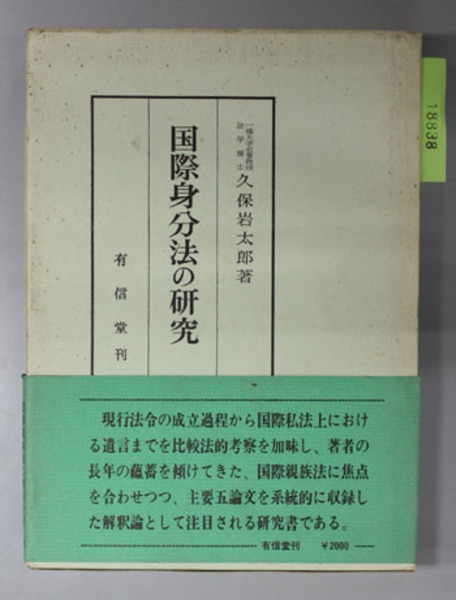 一橋大学名誉教授
法学博士
久保岩太郎著
国際身分法の研究
有信堂刊
18838
現行法令の成立過程から国際私法上におけ
る遺言までを比較法的考察を加味し、著者の
長年の蘊蓄を傾けてきた、国際親族法に焦点
を合わせつつ、主要五論文を系統的に収録し
た解釈論として注目される研究書である。
有信堂刊 ￥2000